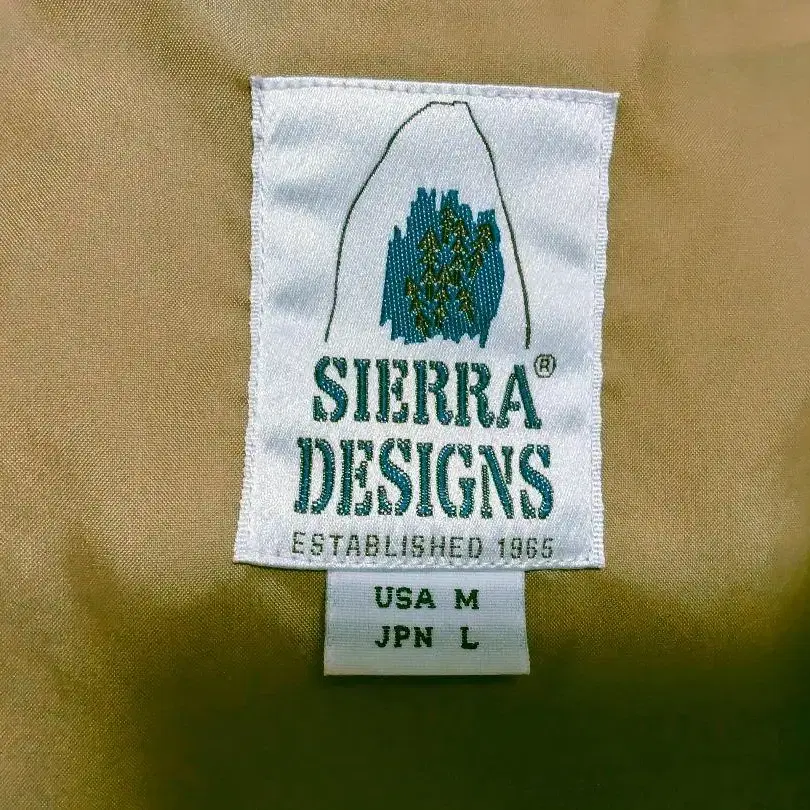 SIERRA®
DESIGNS
ESTABLISHED 1965
USA M
JPN L